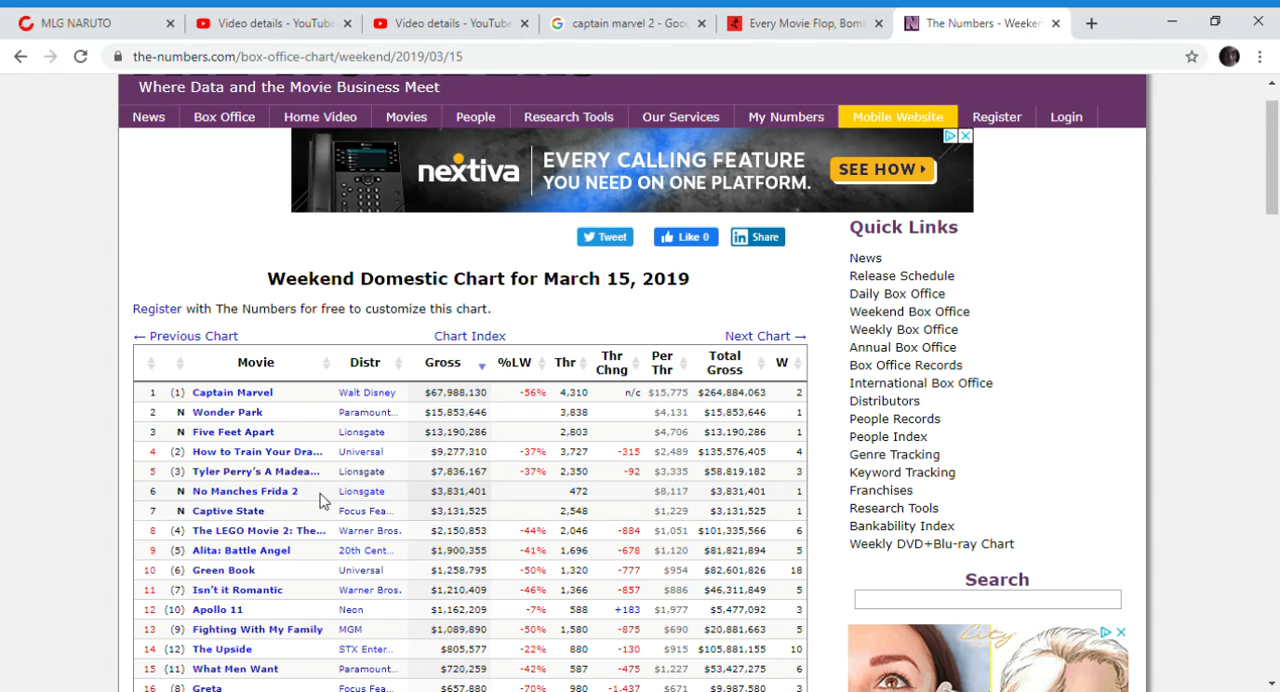 MLG NARUTO
Video details - YouTube
Video details - YouTube
captain marvel 2 - Goo
Every Movie Flop, Bom
The Numbers - Weeken
the-numbers.com/box-office-chart/weekend/2019/03/15
Where Data and the Movie Business Meet
News Box Office Home Video Movies People Research Tools Our Services My Numbers Mobile Website Register Login
nextiva
EVERY CALLING FEATURE
YOU NEED ON ONE PLATFORM.
SEE HOW
Tweet Like 0 Share
Weekend Domestic Chart for March 15, 2019
Register with The Numbers for free to customize this chart.
← Previous Chart Chart Index Next Chart →
Movie Distr Gross %LW Thr Thr Chng Per Thr Total Gross W
1 (1) Captain Marvel Walt Disney $67,988,130 -56% 4,310 n/c $15,775 $264,884,063 2
2 N Wonder Park Paramount... $15,853,646 3,838 $4,131 $15,853,646 1
3 N Five Feet Apart Lionsgate $13,190,286 2,803 $4,706 $13,190,286 1
4 (2) How to Train Your Dra... Universal $9,277,310 -37% 3,727 -315 $2,489 $135,576,405 4
5 (3) Tyler Perry's A Madea... Lionsgate $7,836,167 -37% 2,350 -92 $3,335 $58,819,182 3
6 N No Manches Frida 2 Lionsgate $3,831,401 472 $8,117 $3,831,401 1
7 N Captive State Focus Fea... $3,131,525 2,548 $1,229 $3,131,525 1
8 (4) The LEGO Movie 2: The... Warner Bros. $2,150,853 -44% 2,046 -884 $1,051 $101,335,566 6
9 (5) Alita: Battle Angel 20th Cent... $1,900,355 -41% 1,696 -678 $1,120 $81,821,894 5
10 (6) Green Book Universal $1,258,795 -50% 1,320 -777 $954 $82,601,826 18
11 (7) Isn't it Romantic Warner Bros. $1,210,409 -46% 1,366 -857 $886 $46,311,849 5
12 (10) Apollo 11 Neon $1,162,209 -7% 588 +183 $1,977 $5,477,092 3
13 (9) Fighting With My Family MGM $1,089,890 -50% 1,580 -875 $690 $20,881,663 5
14 (12) The Upside STX Enter... $805,577 -22% 880 -130 $915 $105,881,155 10
15 (11) What Men Want Paramount... $720,259 -42% 587 -475 $1,227 $53,427,275 6
16 (8) Greta Focus Fea... $657,880 -70% 980 -1,437 $671 $9,987,580 3
Quick Links
News
Release Schedule
Daily Box Office
Weekend Box Office
Weekly Box Office
Annual Box Office
Box Office Records
International Box Office
Distributors
People Records
People Index
Genre Tracking
Keyword Tracking
Franchises
Research Tools
Bankability Index
Weekly DVD+Blu-ray Chart
Search
City